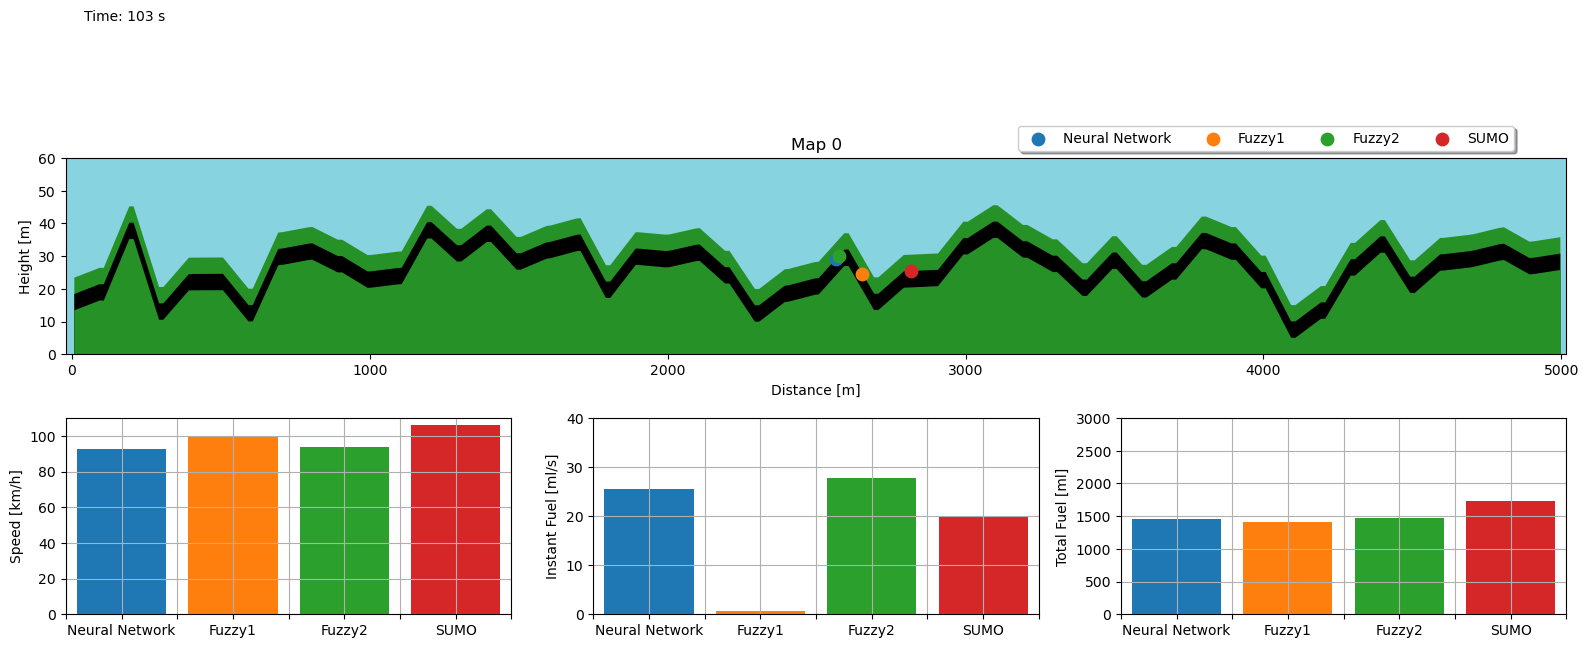 Time: 103 s
Map 0
Neural Network Fuzzy1 Fuzzy2 SUMO
60
50
40
30
20
10
0
Height [m]
0 1000 2000 3000 4000 5000
Distance [m]
100
80
60
40
20
0
Speed [km/h]
Neural Network Fuzzy1 Fuzzy2 SUMO
40
30
20
10
0
Instant Fuel [ml/s]
Neural Network Fuzzy1 Fuzzy2 SUMO
3000
2500
2000
1500
1000
500
0
Total Fuel [ml]
Neural Network Fuzzy1 Fuzzy2 SUMO